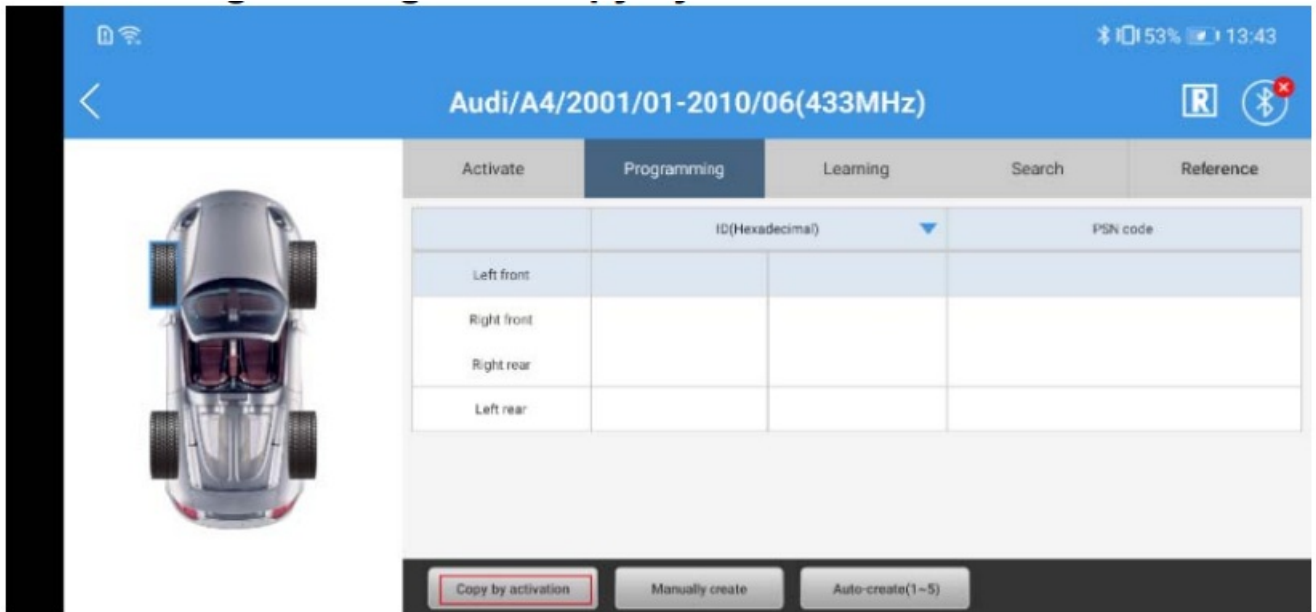 53% 13:43
Audi/A4/2001/01-2010/06(433MHz)
R
Activate Programming Learning Search Reference
ID(Hexadecimal) PSN code
Left front
Right front
Right rear
Left rear
Copy by activation Manually create Auto-create(1~5)